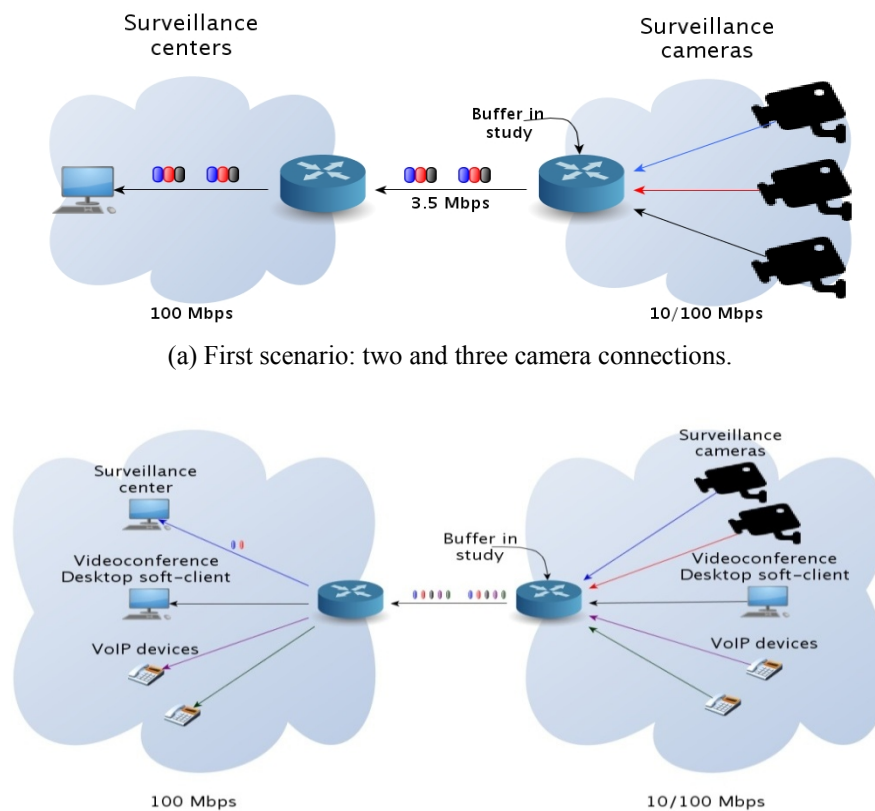 Surveillance
centers
Surveillance
cameras
Buffer in
study
3.5 Mbps
100 Mbps
10/100 Mbps
(a) First scenario: two and three camera connections.
Surveillance
center
Surveillance
cameras
Buffer in
study
Videoconference
Desktop soft-client
Videoconference
Desktop soft-client
VoIP devices
VoIP devices
100 Mbps
10/100 Mbps